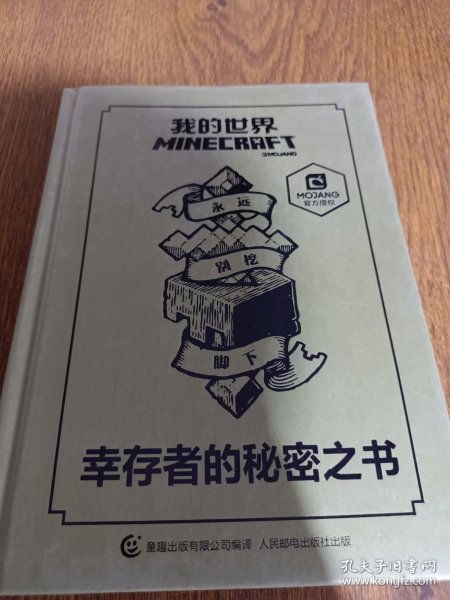 我的世界
MINECRAFT
MOJANG
MOJANG
官方授权
永远
别挖
脚下
幸存者的秘密之书
童趣出版有限公司编译 人民邮电出版社出版
孔夫子旧书网
www.kongfz.com